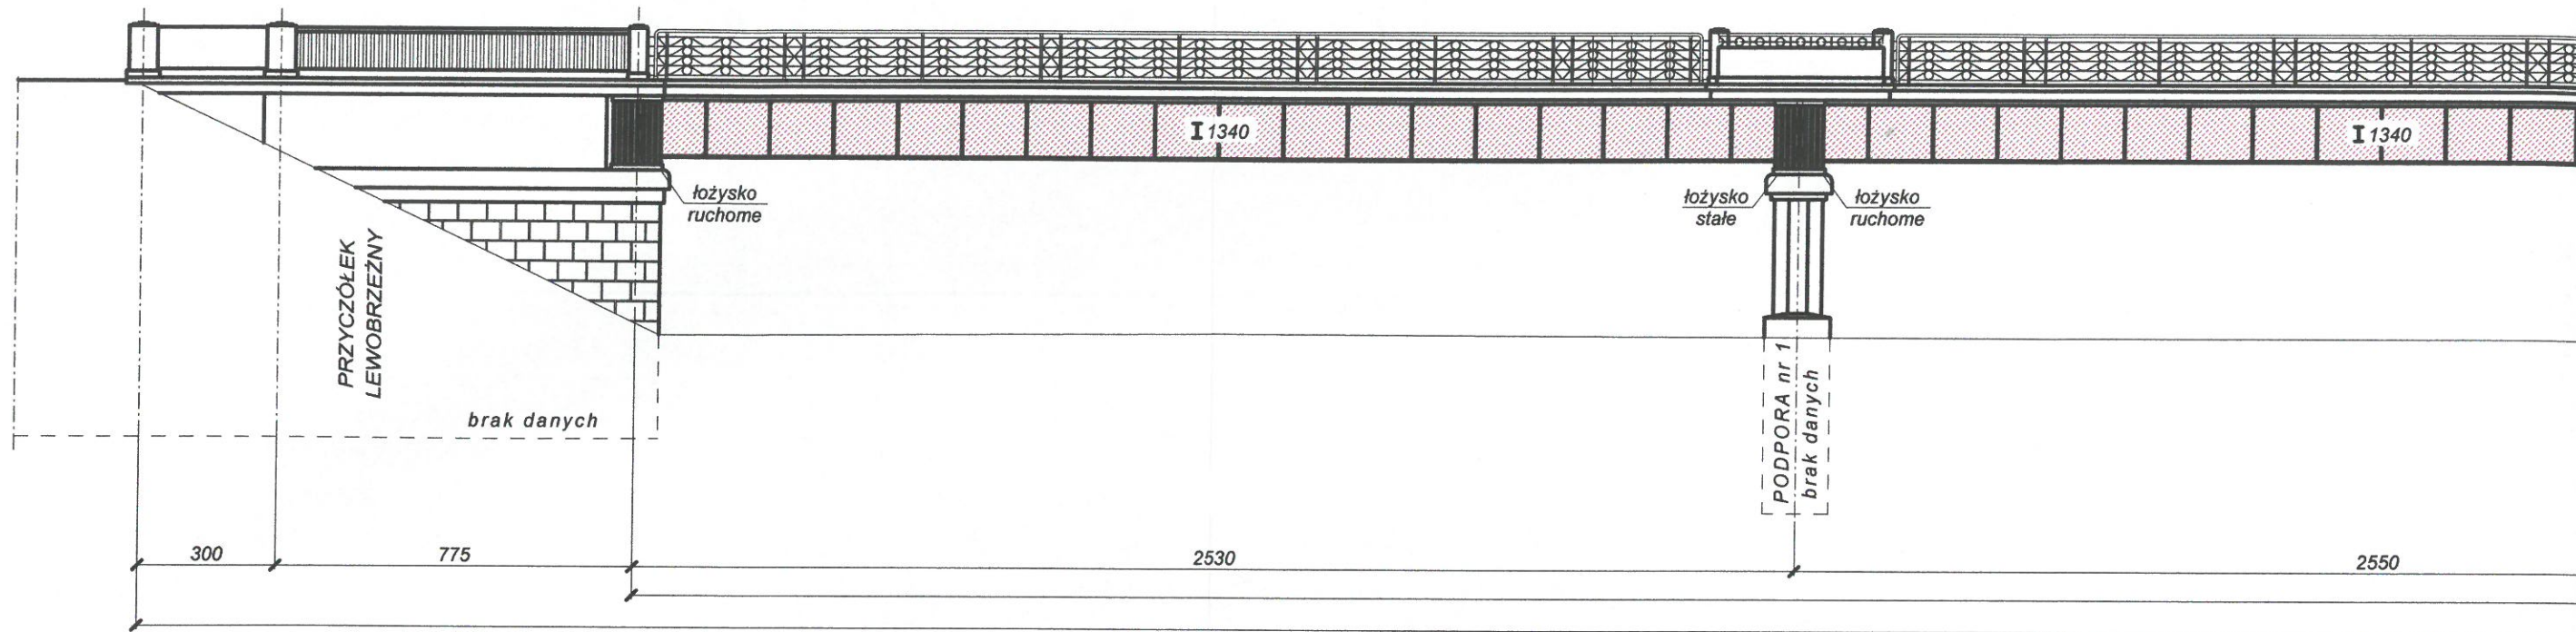 I 1340
I 1340
łożysko
ruchome
łożysko
stałe
łożysko
ruchome
PRZYCZÓŁEK
LEWOBRZEŻNY
brak danych
PODPORA nr 1
brak danych
300
775
2530
2550